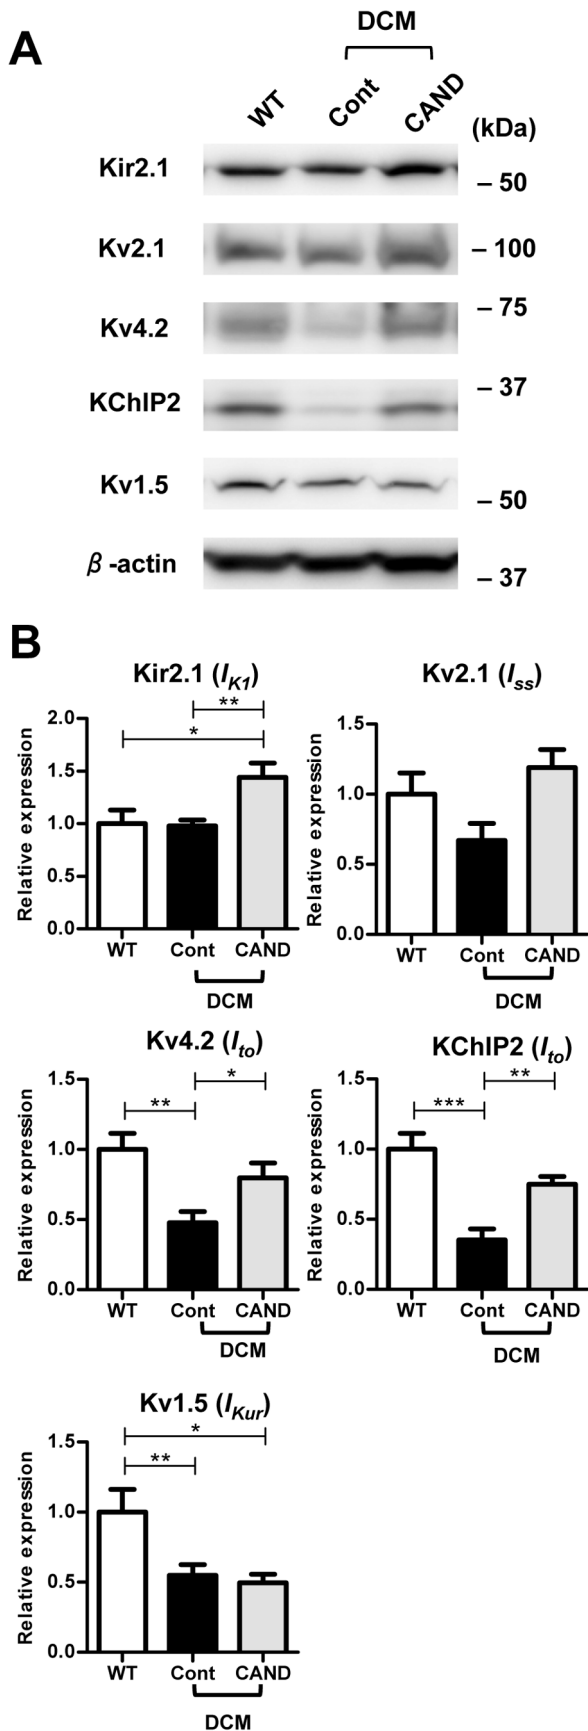 A
DCM
WT Cont CAND (kDa)
Kir2.1 – 50
Kv2.1 – 100
– 75
Kv4.2
– 37
KChIP2
Kv1.5 – 50
β-actin – 37
B
Kir2.1 (I_K1)
Relative expression
2.0
1.5
1.0
0.5
0.0
**
*
WT Cont CAND
DCM
Kv2.1 (I_ss)
Relative expression
1.5
1.0
0.5
0.0
WT Cont CAND
DCM
Kv4.2 (I_to)
Relative expression
1.5
1.0
0.5
0.0
*
**
WT Cont CAND
DCM
KChIP2 (I_to)
Relative expression
1.5
1.0
0.5
0.0
**
***
WT Cont CAND
DCM
Kv1.5 (I_Kur)
Relative expression
1.5
1.0
0.5
0.0
*
**
WT Cont CAND
DCM